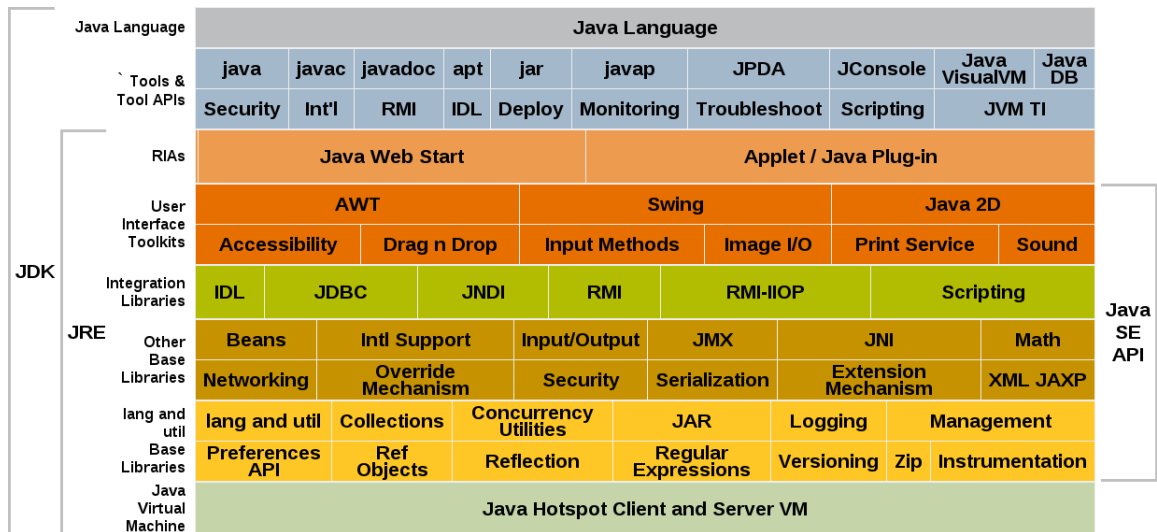 Java Language
Java Language
` Tools &
Tool APIs
java javac javadoc apt jar javap JPDA JConsole Java VisualVM Java DB
Security Int'l RMI IDL Deploy Monitoring Troubleshoot Scripting JVM TI
RIAs
Java Web Start Applet / Java Plug-in
User
Interface
Toolkits
AWT Swing Java 2D
Accessibility Drag n Drop Input Methods Image I/O Print Service Sound
JDK
Integration
Libraries
IDL JDBC JNDI RMI RMI-IIOP Scripting
JRE
Java
SE
API
Other
Base
Libraries
Beans Intl Support Input/Output JMX JNI Math
Networking Override Mechanism Security Serialization Extension Mechanism XML JAXP
lang and
util
Base
Libraries
lang and util Collections Concurrency Utilities JAR Logging Management
Preferences API Ref Objects Reflection Regular Expressions Versioning Zip Instrumentation
Java
Virtual
Machine
Java Hotspot Client and Server VM